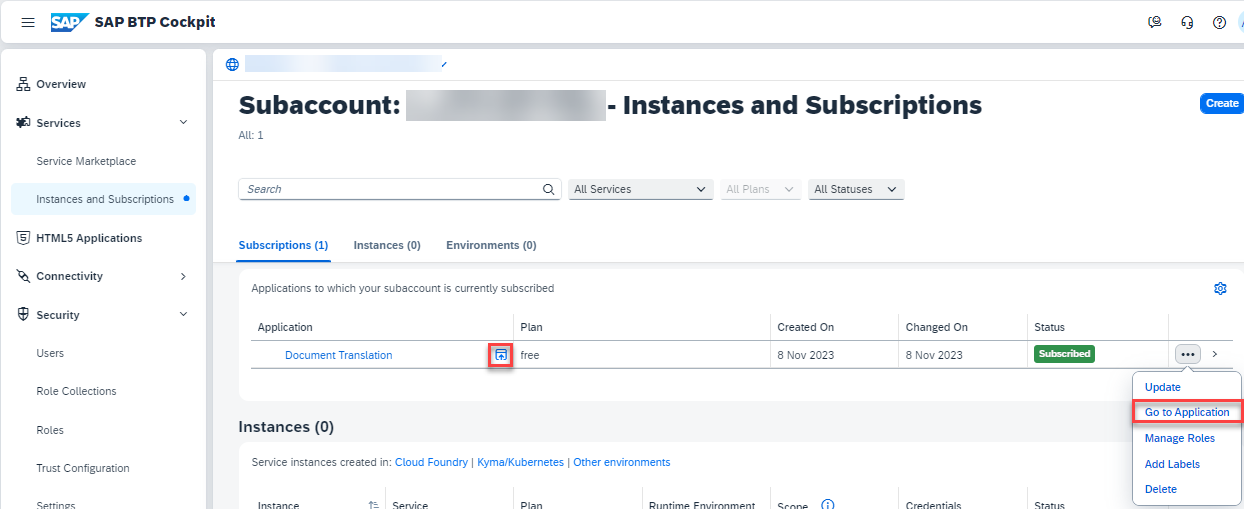 SAP SAP BTP Cockpit
Overview
Services
Service Marketplace
Instances and Subscriptions
HTML5 Applications
Connectivity
Security
Users
Role Collections
Roles
Trust Configuration
Settings
Subaccount: - Instances and Subscriptions
Create
All: 1
Search All Services All Plans All Statuses
Subscriptions (1) Instances (0) Environments (0)
Applications to which your subaccount is currently subscribed
Application Plan Created On Changed On Status
Document Translation free 8 Nov 2023 8 Nov 2023 Subscribed
Update
Go to Application
Manage Roles
Add Labels
Delete
Instances (0)
Service instances created in: Cloud Foundry | Kyma/Kubernetes | Other environments
Instance Service Plan Runtime Environment Scope Credentials Status